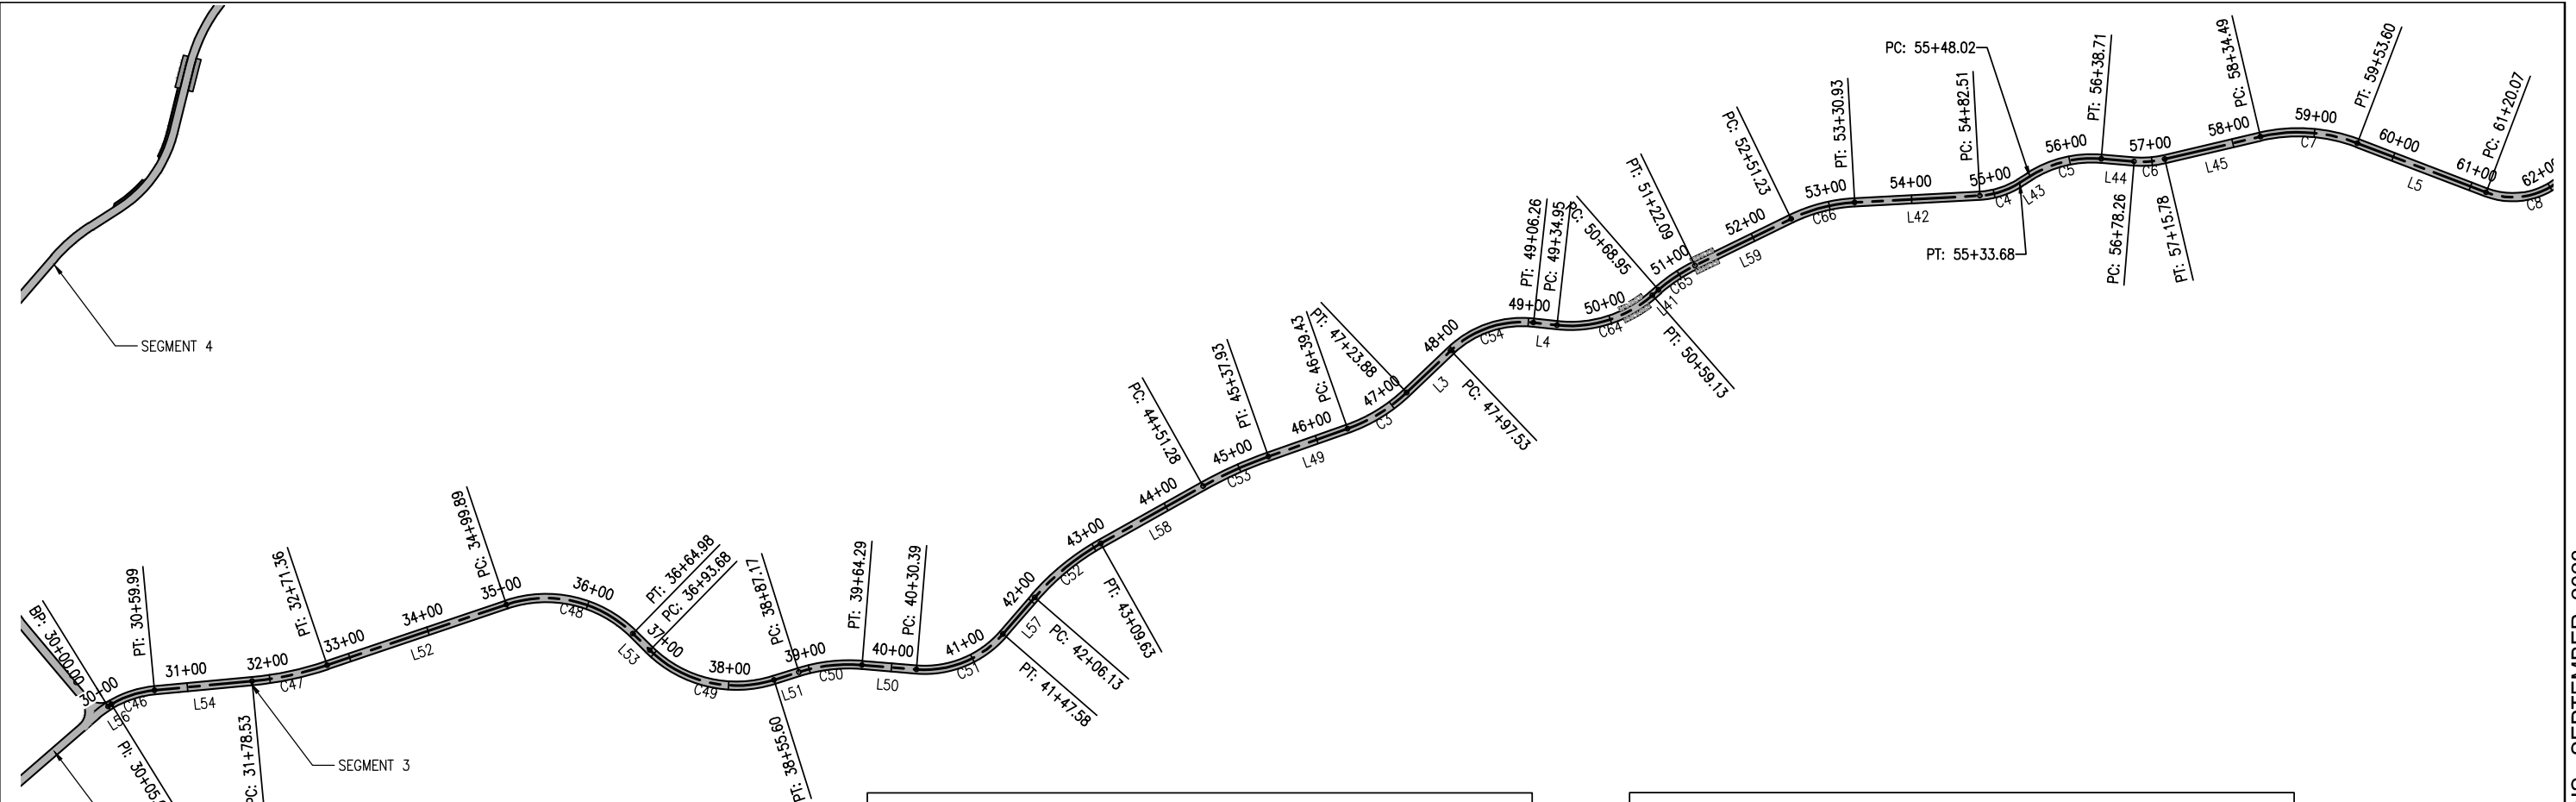 SEGMENT 4
BP: 30+00.00
30+00
L56
C46
PT: 30+59.99
31+00
L54
PC: 31+78.53
32+00
C47
SEGMENT 3
PT: 32+71.36
33+00
L52
34+00
PC: 34+99.89
35+00
C48
36+00
PT: 36+64.98
L53
PC: 36+93.68
37+00
C49
38+00
PT: 38+55.60
L51
PC: 38+87.17
39+00
C50
PT: 39+64.29
40+00
L50
PC: 40+30.39
41+00
C51
PT: 41+47.58
L57
42+00
PC: 42+06.13
C52
43+00
PT: 43+09.63
L58
44+00
PC: 44+51.28
45+00
C53
PT: 45+37.93
46+00
L49
PC: 46+39.43
47+00
C3
PT: 47+23.88
L3
PC: 47+97.53
48+00
C54
49+00
PT: 49+06.26
L4
PC: 49+34.95
50+00
C64
PT: 50+59.13
L41
PC: 50+68.95
51+00
C65
PT: 51+22.09
52+00
L59
PC: 52+51.23
53+00
C66
PT: 53+30.93
54+00
L42
PC: 54+82.51
55+00
C4
PT: 55+33.68
L43
PC: 55+48.02
56+00
C5
PT: 56+38.71
L44
PC: 56+78.26
57+00
C6
PT: 57+15.78
58+00
L45
PC: 58+34.49
59+00
C7
PT: 59+53.60
60+00
L5
61+00
PC: 61+20.07
C8